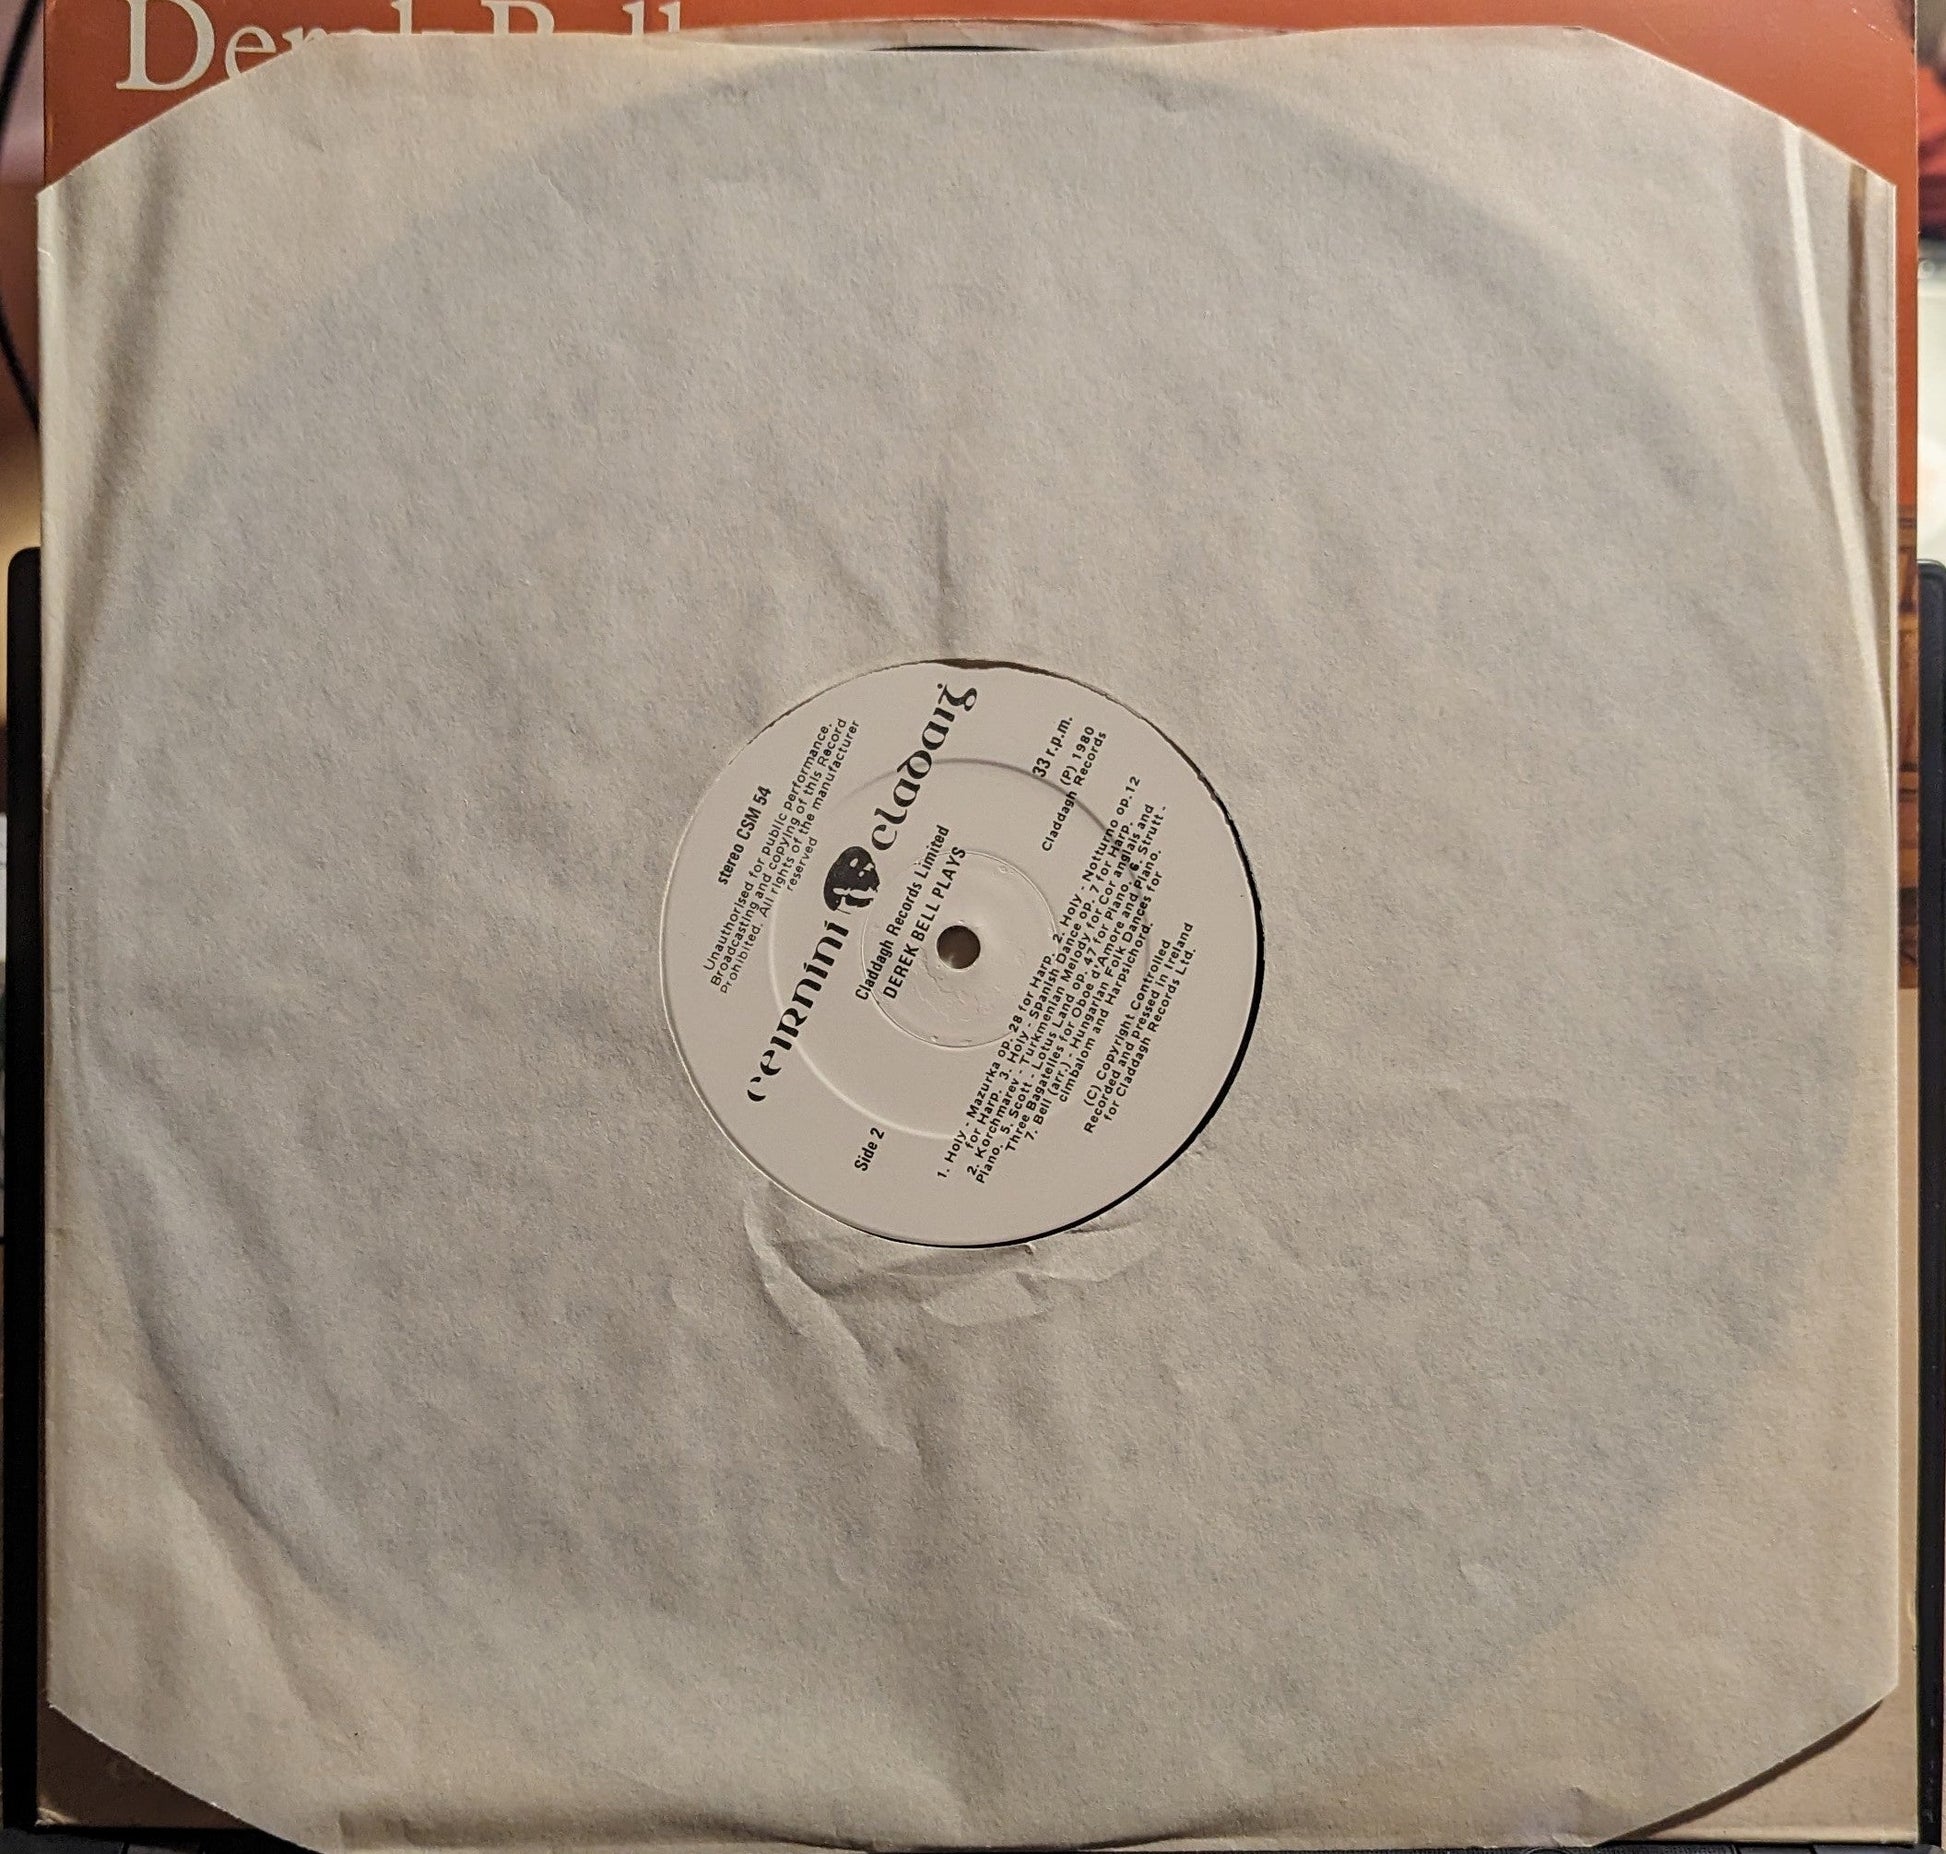 Derek Bell
stereo CSM 54
Unauthorised for public performance.
Broadcasting and copying of this Record
Prohibited. All rights of the manufacturer
reserved
ceirníní claddaiġ
Claddagh Records Limited
DEREK BELL PLAYS
Side 2
33 r.p.m.
(P) 1980
Claddagh Records
1. Holy - Mazurka op. 28 for Harp. 2. Holy - Notturno op.12
for Harp. 3. Holy - Spanish Dance op. 7 for Harp.
2. Korchmarev - Turkmenian Melody for Cor anglais and
Piano. 5. Scott - Lotus Land op. 47 for Piano. 6. Strutt -
Three Bagatelles for Oboe d'Amore and Piano.
7. Bell (arr.) - Hungarian Folk Dances for
cimbalom and Harpsichord.
(C) Copyright Controlled
Recorded and pressed in Ireland
for Claddagh Records Ltd.